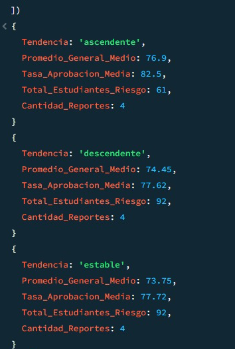 ])
< {
Tendencia: 'ascendente',
Promedio_General_Medio: 76.9,
Tasa_Aprobacion_Media: 82.5,
Total_Estudiantes_Riesgo: 61,
Cantidad_Reportes: 4
}
{
Tendencia: 'descendente',
Promedio_General_Medio: 74.45,
Tasa_Aprobacion_Media: 77.62,
Total_Estudiantes_Riesgo: 92,
Cantidad_Reportes: 4
}
{
Tendencia: 'estable',
Promedio_General_Medio: 73.75,
Tasa_Aprobacion_Media: 77.72,
Total_Estudiantes_Riesgo: 92,
Cantidad_Reportes: 4
}